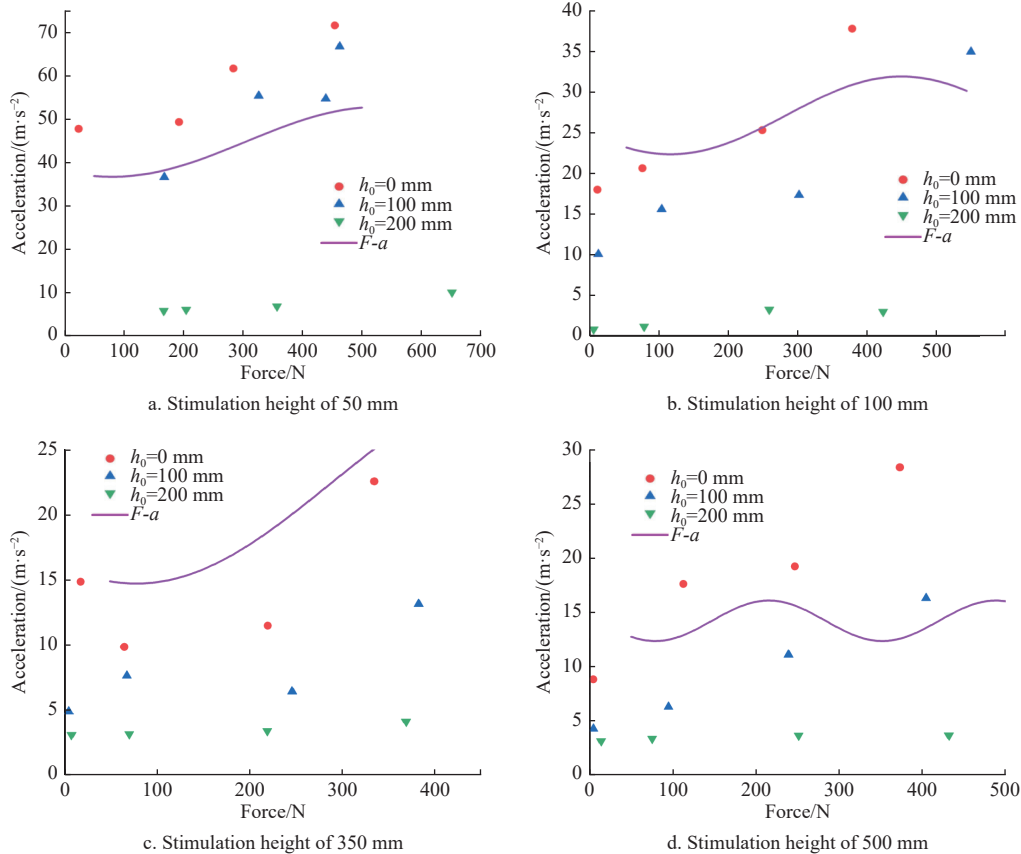 80
70
60
50
40
30
20
10
0
Acceleration/(m·s⁻²)
h₀=0 mm
h₀=100 mm
h₀=200 mm
F-a
0 100 200 300 400 500 600 700
Force/N
a. Stimulation height of 50 mm
40
35
30
25
20
15
10
5
0
Acceleration/(m·s⁻²)
h₀=0 mm
h₀=100 mm
h₀=200 mm
F-a
0 100 200 300 400 500
Force/N
b. Stimulation height of 100 mm
25
20
15
10
5
0
Acceleration/(m·s⁻²)
h₀=0 mm
h₀=100 mm
h₀=200 mm
F-a
0 100 200 300 400
Force/N
c. Stimulation height of 350 mm
30
25
20
15
10
5
0
Acceleration/(m·s⁻²)
h₀=0 mm
h₀=100 mm
h₀=200 mm
F-a
0 100 200 300 400 500
Force/N
d. Stimulation height of 500 mm